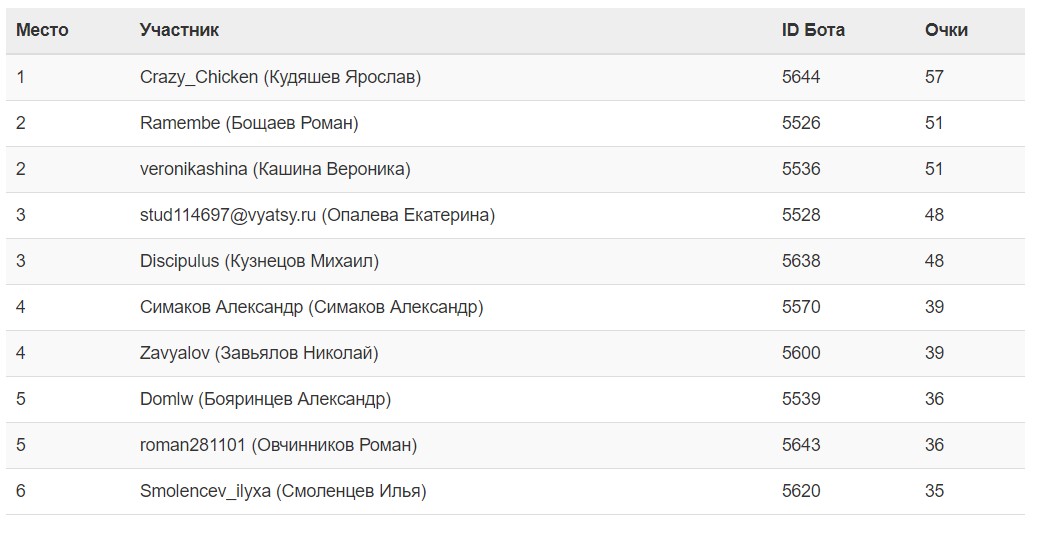 Место Участник ID Бота Очки
1 Crazy_Chicken (Кудяшев Ярослав) 5644 57
2 Ramembe (Бощаев Роман) 5526 51
2 veronikashina (Кашина Вероника) 5536 51
3 stud114697@vyatsy.ru (Опалева Екатерина) 5528 48
3 Discipulus (Кузнецов Михаил) 5638 48
4 Симаков Александр (Симаков Александр) 5570 39
4 Zavyalov (Завьялов Николай) 5600 39
5 Domlw (Бояринцев Александр) 5539 36
5 roman281101 (Овчинников Роман) 5643 36
6 Smolencev_ilyxa (Смоленцев Илья) 5620 35